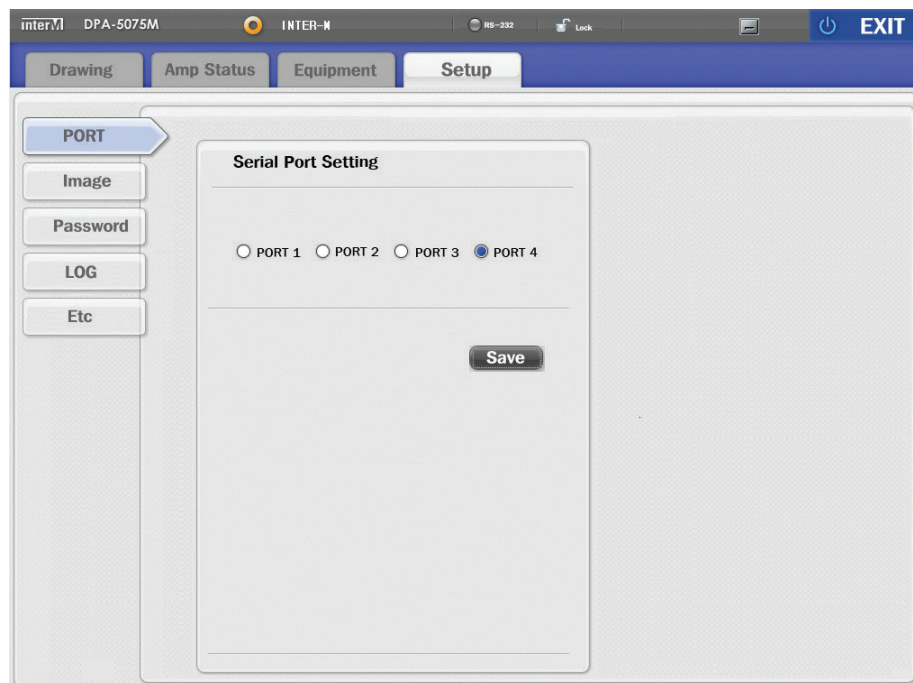 inter M DPA-5075M INTER-M RS-232 Lock EXIT
Drawing Amp Status Equipment Setup
PORT
Image
Password
LOG
Etc
Serial Port Setting
PORT 1 PORT 2 PORT 3 PORT 4
Save